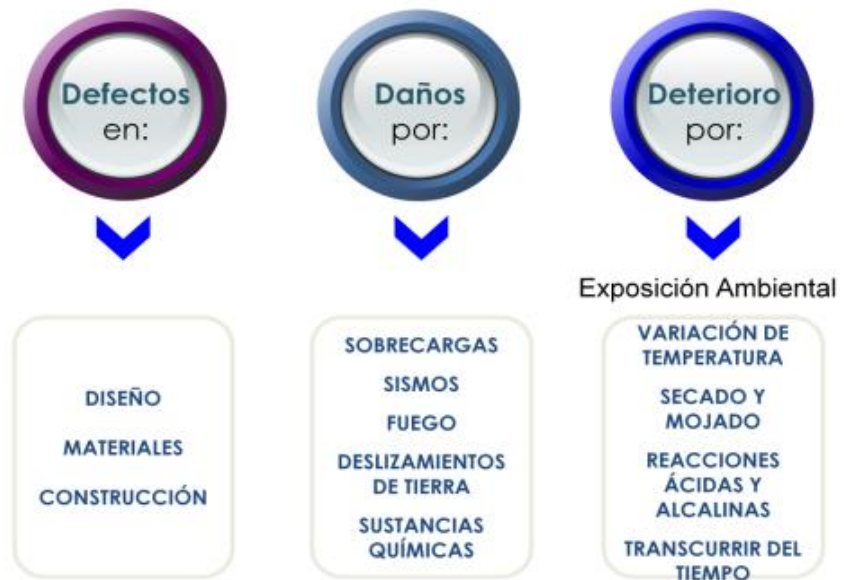 Defectos
en:
DISEÑO
MATERIALES
CONSTRUCCIÓN
Daños
por:
SOBRECARGAS
SISMOS
FUEGO
DESLIZAMIENTOS
DE TIERRA
SUSTANCIAS
QUÍMICAS
Deterioro
por:
Exposición Ambiental
VARIACIÓN DE
TEMPERATURA
SECADO Y
MOJADO
REACCIONES
ÁCIDAS Y
ALCALINAS
TRANSCURRIR DEL
TIEMPO